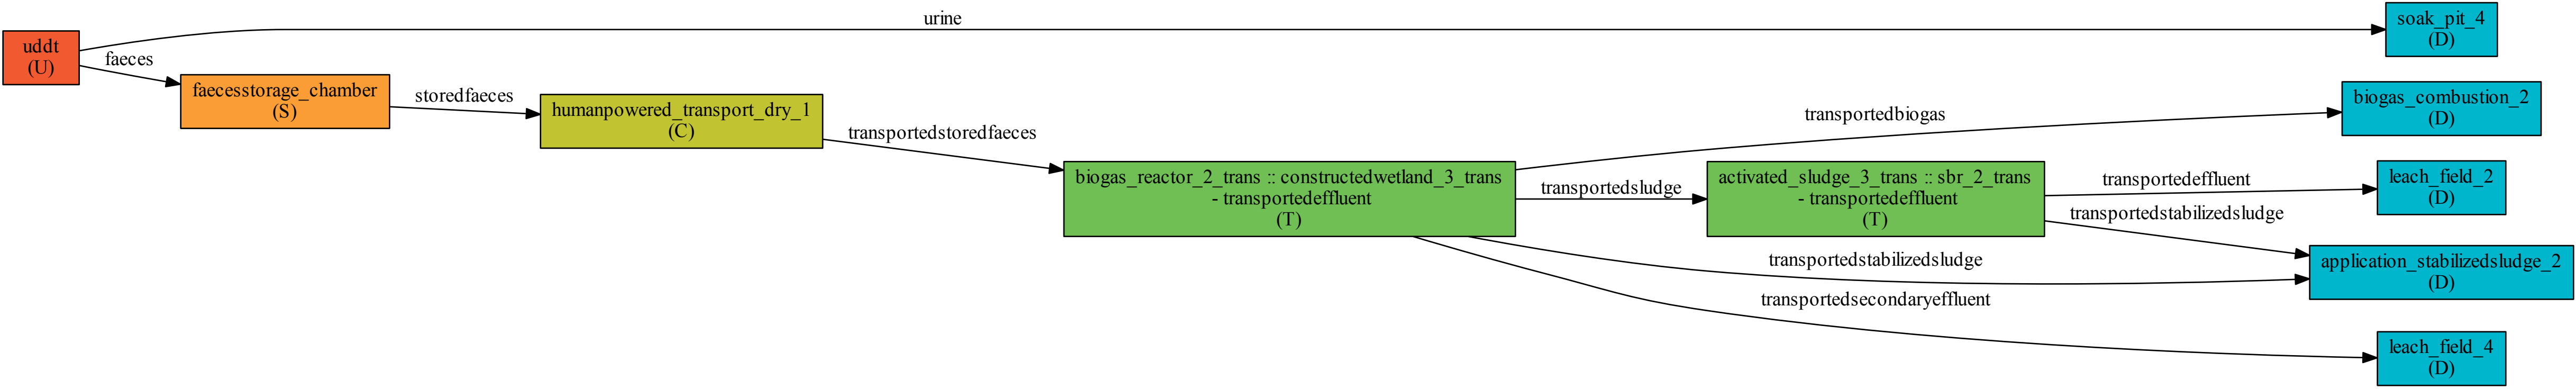 urine
soak_pit_4
(D)
uddt
(U)
faeces
faecesstorage_chamber
(S)
storedfaeces
humanpowered_transport_dry_1
(C)
transportedstoredfaeces
biogas_reactor_2_trans :: constructedwetland_3_trans
- transportedeffluent
(T)
transportedbiogas
biogas_combustion_2
(D)
transportedsludge
activated_sludge_3_trans :: sbr_2_trans
- transportedeffluent
(T)
transportedeffluent
leach_field_2
(D)
transportedstabilizedsludge
transportedstabilizedsludge
application_stabilizedsludge_2
(D)
transportedsecondaryeffluent
leach_field_4
(D)